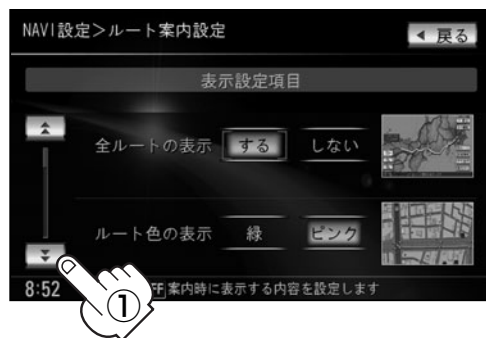 NAVI設定＞ルート案内設定
戻る
表示設定項目
全ルートの表示 する しない
ルート色の表示 緑 ピンク
8:52 案内時に表示する内容を設定します
①